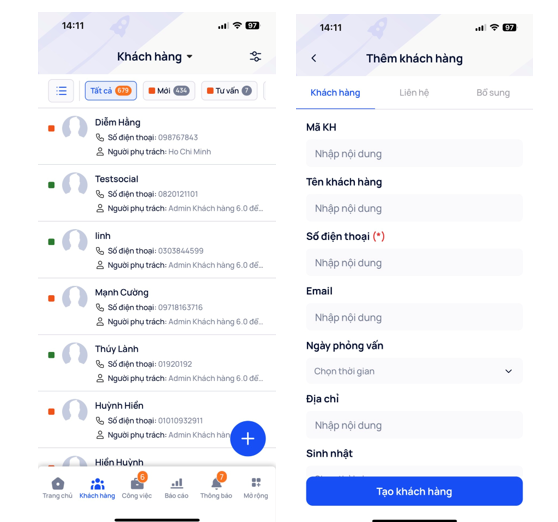 14:11
97
Khách hàng
Tất cả 679
Mới 434
Tư vấn 7
Diễm Hằng
Số điện thoại: 098767843
Người phụ trách: Ho Chi Minh
Testsocial
Số điện thoại: 0820121101
Người phụ trách: Admin Khách hàng 6.0 dế...
linh
Số điện thoại: 0303844599
Người phụ trách: Admin Khách hàng 6.0 dế...
Mạnh Cường
Số điện thoại: 09718163716
Người phụ trách: Admin Khách hàng 6.0 dế...
Thúy Lành
Số điện thoại: 01920192
Người phụ trách: Admin Khách hàng 6.0 dế...
Huỳnh Hiền
Số điện thoại: 01010932911
Người phụ trách: Admin Khách hàn
Hiền Huỳnh
Trang chủ
Khách hàng
6
Công việc
Báo cáo
7
Thông báo
Mở rộng
14:11
97
Thêm khách hàng
Khách hàng
Liên hệ
Bổ sung
Mã KH
Nhập nội dung
Tên khách hàng
Nhập nội dung
Số điện thoại (*)
Nhập nội dung
Email
Nhập nội dung
Ngày phỏng vấn
Chọn thời gian
Địa chỉ
Nhập nội dung
Sinh nhật
Tạo khách hàng